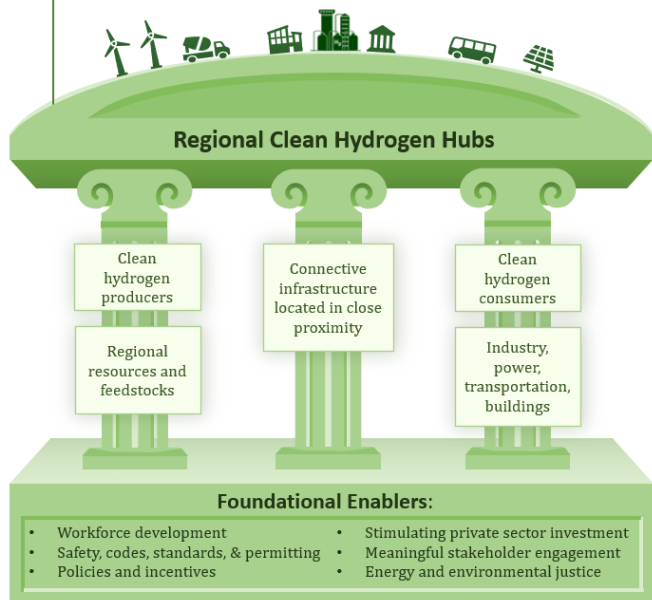 Regional Clean Hydrogen Hubs
Clean
hydrogen
producers
Regional
resources and
feedstocks
Connective
infrastructure
located in close
proximity
Clean
hydrogen
consumers
Industry,
power,
transportation,
buildings
Foundational Enablers:
• Workforce development
• Safety, codes, standards, & permitting
• Policies and incentives
• Stimulating private sector investment
• Meaningful stakeholder engagement
• Energy and environmental justice